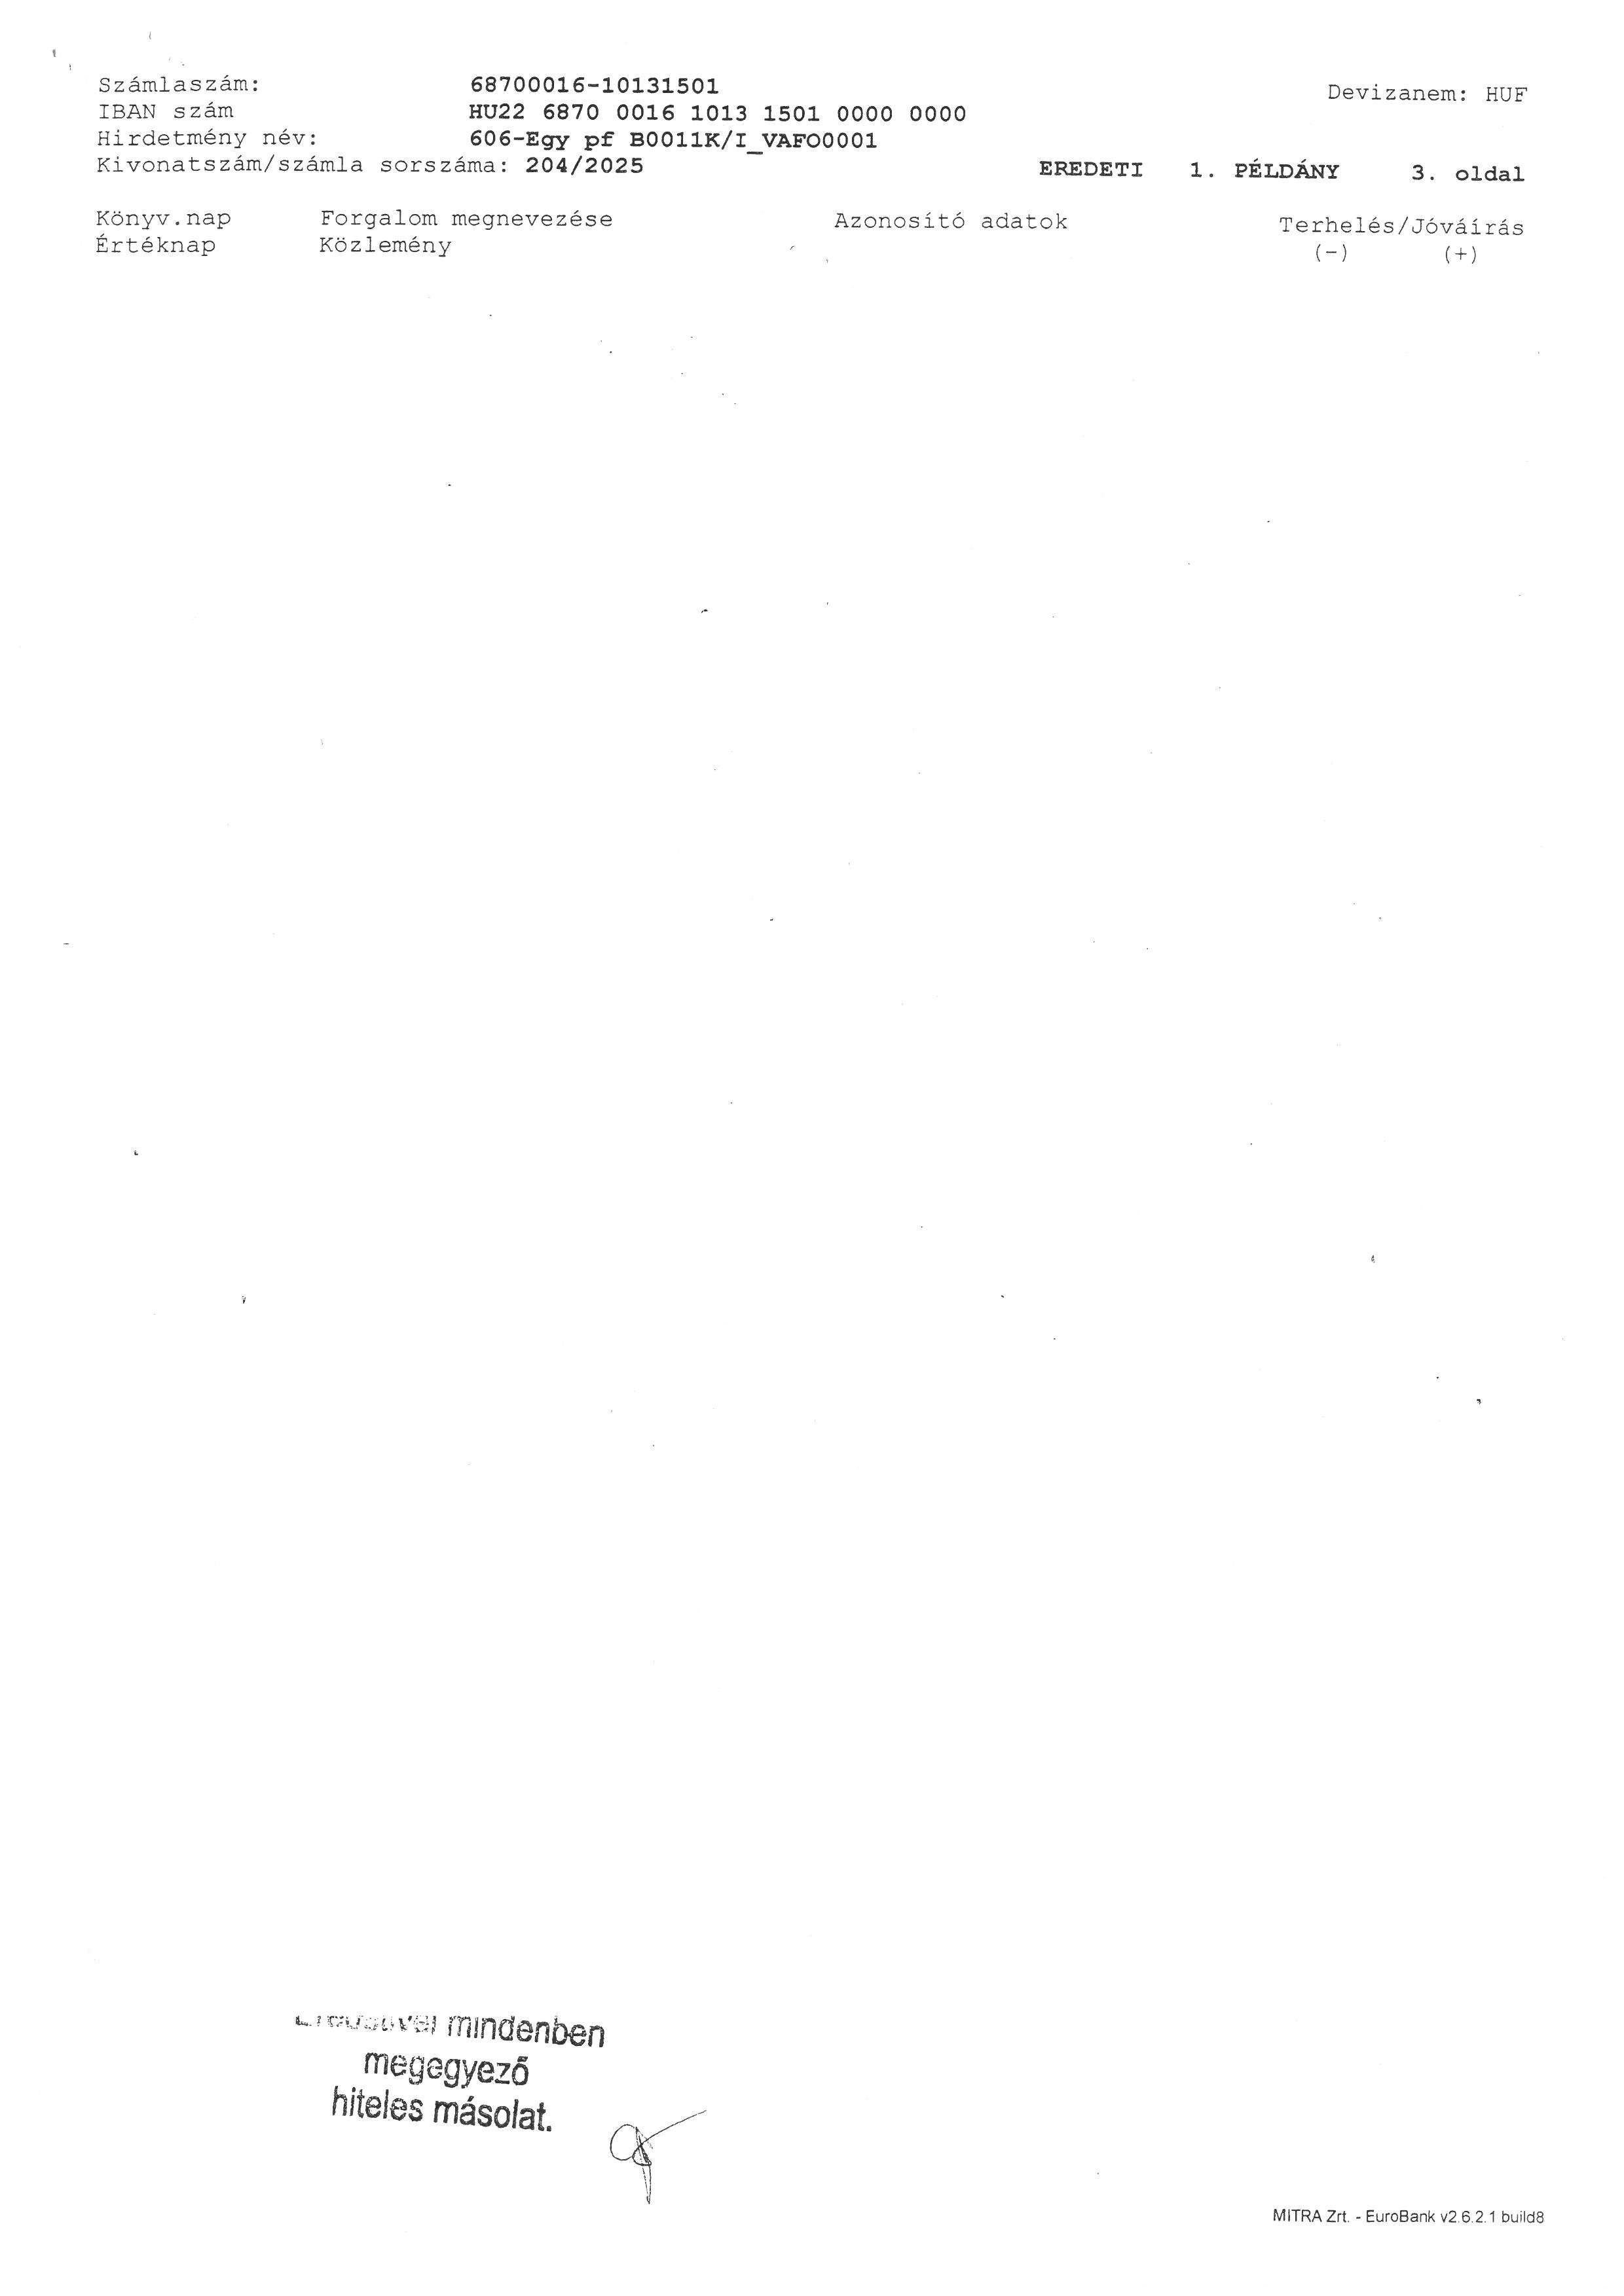 Számlaszám: 68700016-10131501 Devizanem: HUF
IBAN szám HU22 6870 0016 1013 1501 0000 0000
Hirdetmény név: 606-Egy pf B0011K/I_VAFO0001
Kivonatszám/számla sorszáma: 204/2025 EREDETI 1. PÉLDÁNY 3. oldal
Könyv.nap Forgalom megnevezése Azonosító adatok Terhelés/Jóváírás
Értéknap Közlemény (-) (+)
mindenben
megegyező
hiteles másolat.
MITRA Zrt. - EuroBank v2.6.2.1 build8